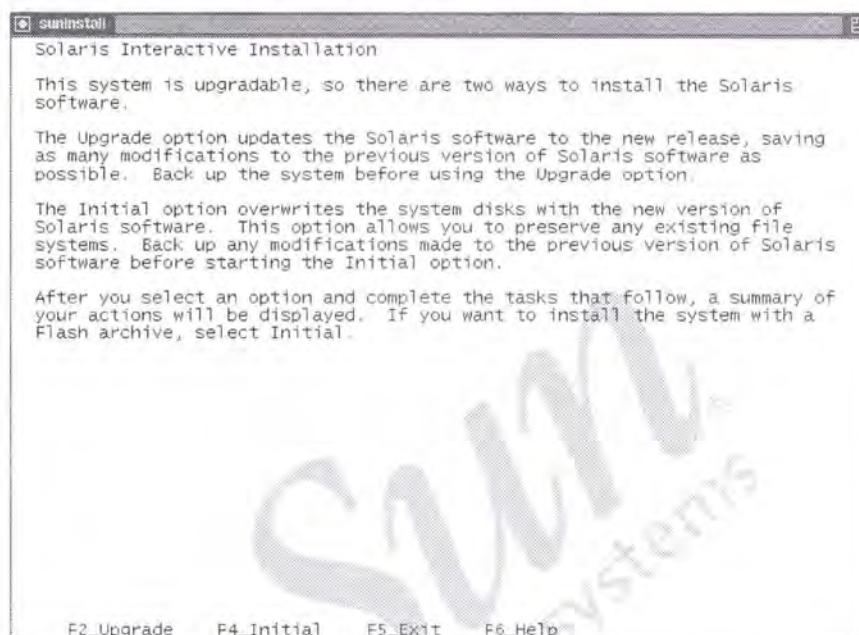 suninstall
Solaris Interactive Installation
This system is upgradable, so there are two ways to install the Solaris
software.
The Upgrade option updates the Solaris software to the new release, saving
as many modifications to the previous version of Solaris software as
possible.  Back up the system before using the Upgrade option.
The Initial option overwrites the system disks with the new version of
Solaris software.  This option allows you to preserve any existing file
systems.  Back up any modifications made to the previous version of Solaris
software before starting the Initial option.
After you select an option and complete the tasks that follow, a summary of
your actions will be displayed.  If you want to install the system with a
Flash archive, select Initial.
Sun
systems
F2_Upgrade    F4_Initial    F5_Exit    F6_Help